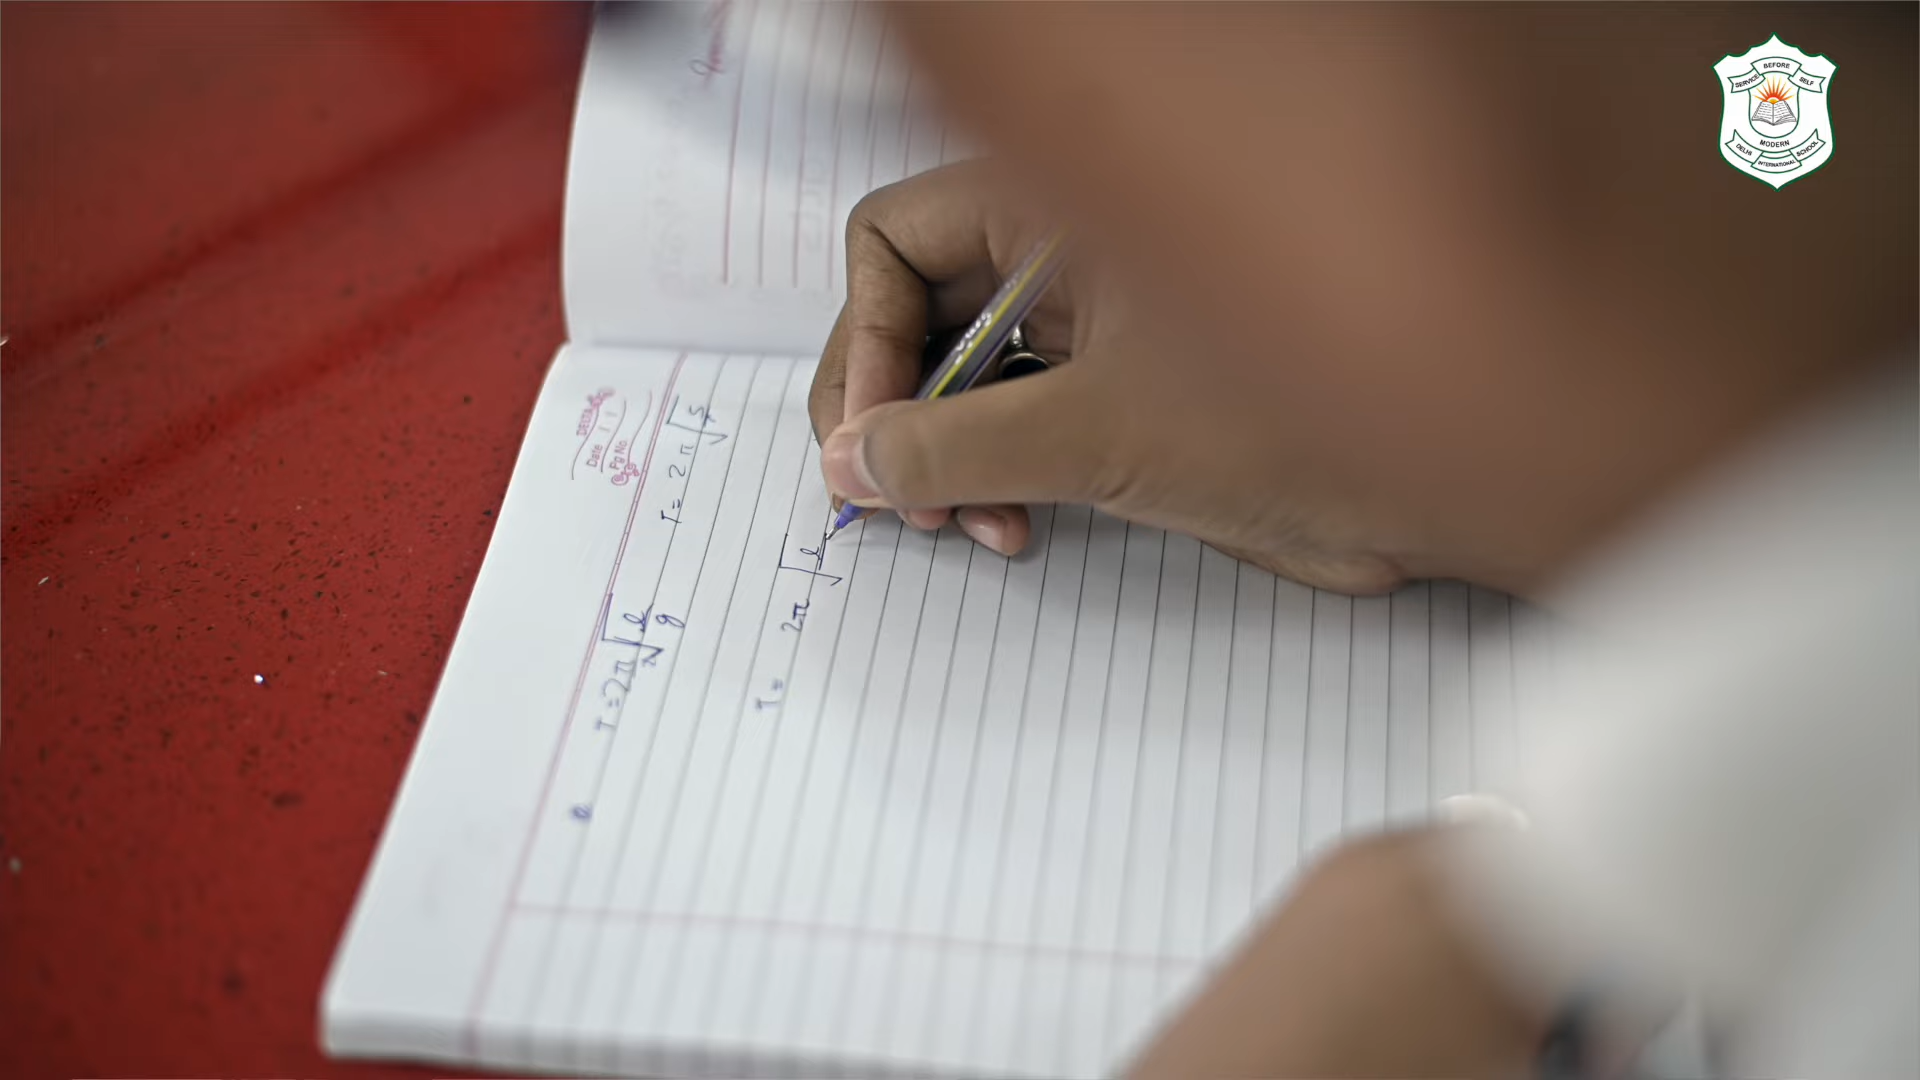 SERVICE BEFORE SELF
DELHI MODERN SCHOOL
INTERNATIONAL
DELTA
Date
Pg No.
T = 2π√l/g
T = 2π√
T = 2π√l